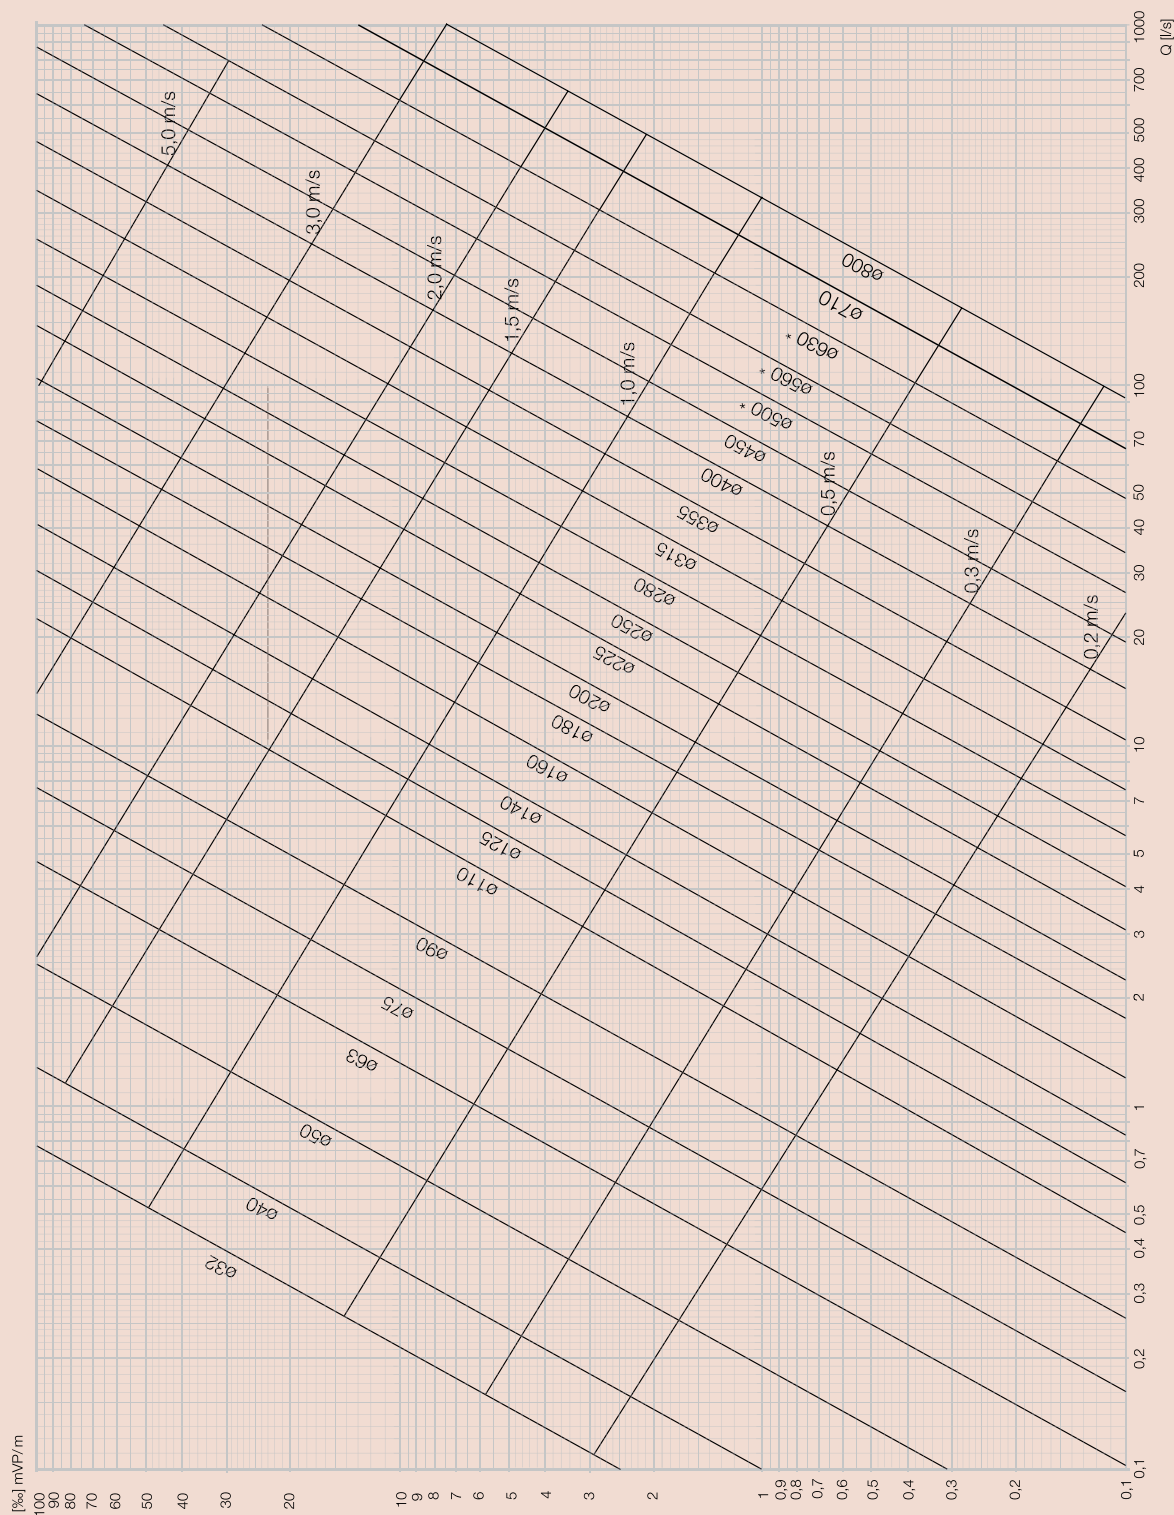 1000
Q [l/s]
700
500
400
300
200
100
70
50
40
30
20
10
7
5
4
3
2
1
0,7
0,5
0,4
0,3
0,2
0,1
5,0 m/s
3,0 m/s
2,0 m/s
1,5 m/s
1,0 m/s
0,5 m/s
0,3 m/s
0,2 m/s
ø800
ø710
ø630 *
ø560 *
ø500 *
ø450
ø400
ø355
ø315
ø280
ø250
ø225
ø200
ø180
ø160
ø140
ø125
ø110
ø90
ø75
ø63
ø50
ø40
ø32
[‰] mVP/m
100
90
80
70
60
50
40
30
20
10
9
8
7
6
5
4
3
2
1
0,9
0,8
0,7
0,6
0,5
0,4
0,3
0,2
0,1